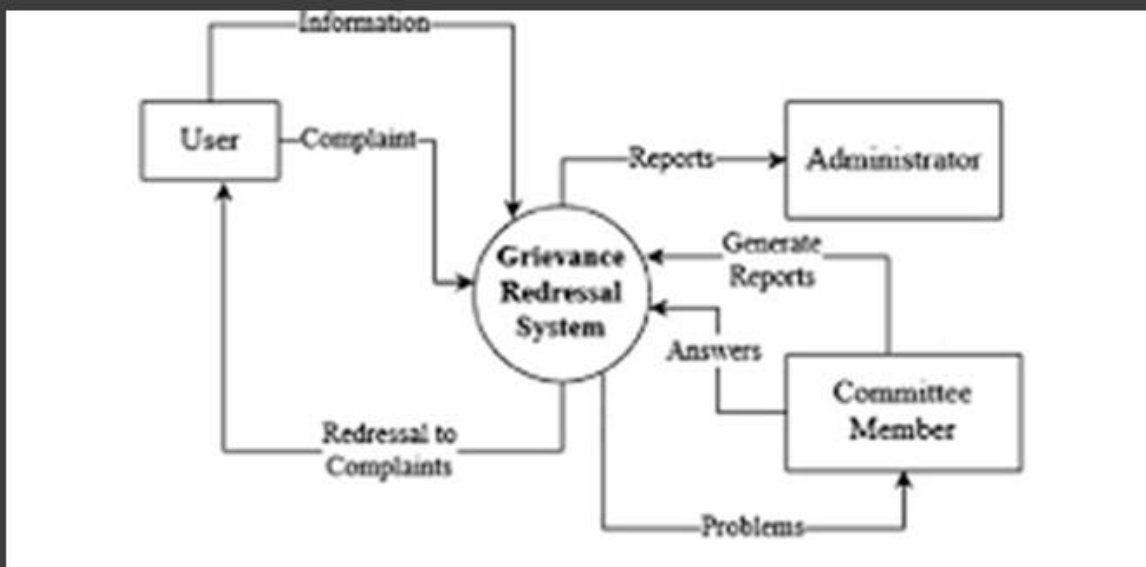 Information
User
Complaint
Reports
Administrator
Grievance
Redressal
System
Generate
Reports
Answers
Committee
Member
Redressal to
Complaints
Problems